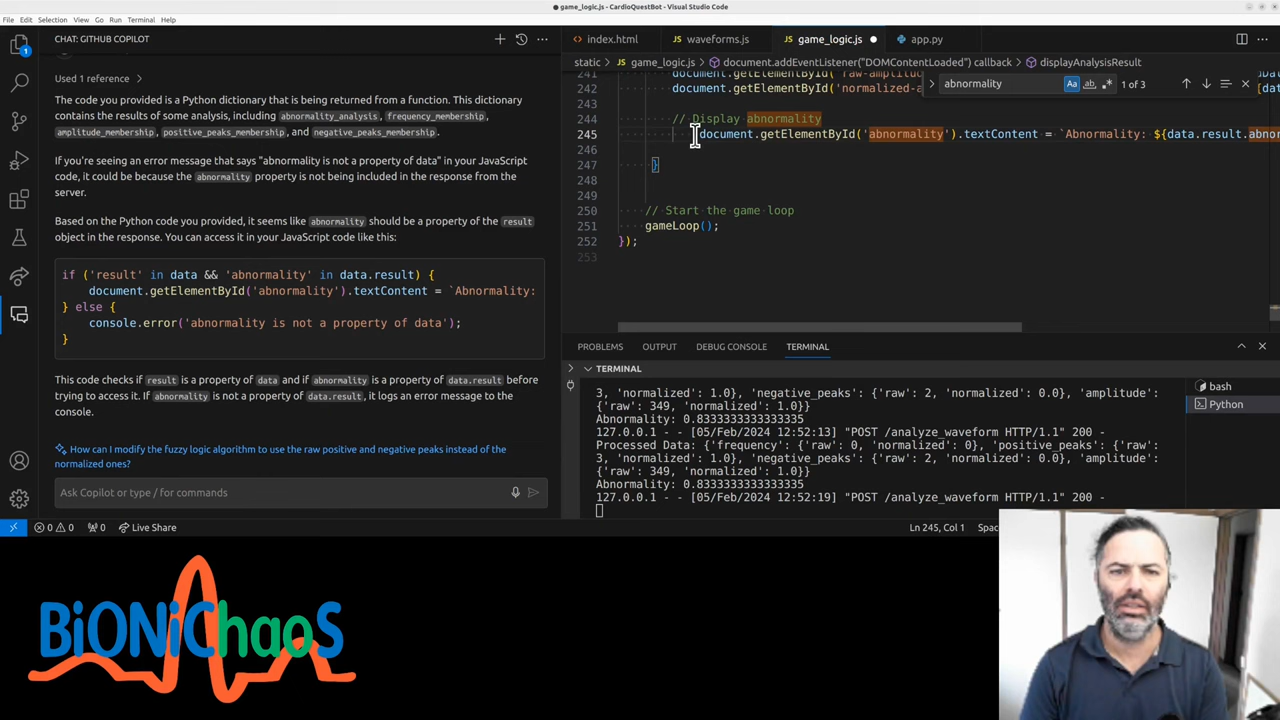 game_logic.js - CardioQuestBot - Visual Studio Code
File Edit Selection View Go Run Terminal Help
CHAT: GITHUB COPILOT
1
Used 1 reference
The code you provided is a Python dictionary that is being returned from a function. This dictionary
contains the results of some analysis, including abnormality_analysis, frequency_membership,
amplitude_membership, positive_peaks_membership, and negative_peaks_membership.
If you're seeing an error message that says "abnormality is not a property of data" in your JavaScript
code, it could be because the abnormality property is not being included in the response from the
server.
Based on the Python code you provided, it seems like abnormality should be a property of the result
object in the response. You can access it in your JavaScript code like this:
if ('result' in data && 'abnormality' in data.result) {
document.getElementById('abnormality').textContent = `Abnormality:
} else {
console.error('abnormality is not a property of data');
}
This code checks if result is a property of data and if abnormality is a property of data.result before
trying to access it. If abnormality is not a property of data.result, it logs an error message to the
console.
How can I modify the fuzzy logic algorithm to use the raw positive and negative peaks instead of the
normalized ones?
Ask Copilot or type / for commands
index.html waveforms.js game_logic.js app.py
static > game_logic.js > document.addEventListener("DOMContentLoaded") callback > displayAnalysisResult
abnormality Aa ab .* 1 of 3
241 document.getElementById('raw-amplitu
242 document.getElementById('normalized-a
243
244 // Display abnormality
245 document.getElementById('abnormality').textContent = `Abnormality: ${data.result.abnor
246
247 }
248
249
250 // Start the game loop
251 gameLoop();
252 });
253
PROBLEMS OUTPUT DEBUG CONSOLE TERMINAL
TERMINAL
3, 'normalized': 1.0}, 'negative_peaks': {'raw': 2, 'normalized': 0.0}, 'amplitude':
{'raw': 349, 'normalized': 1.0}}
Abnormality: 0.8333333333333335
127.0.0.1 - - [05/Feb/2024 12:52:13] "POST /analyze_waveform HTTP/1.1" 200 -
Processed Data: {'frequency': {'raw': 0, 'normalized': 0}, 'positive_peaks': {'raw':
3, 'normalized': 1.0}, 'negative_peaks': {'raw': 2, 'normalized': 0.0}, 'amplitude':
{'raw': 349, 'normalized': 1.0}}
Abnormality: 0.8333333333333335
127.0.0.1 - - [05/Feb/2024 12:52:19] "POST /analyze_waveform HTTP/1.1" 200 -
bash
Python
0 0 0 Live Share
Ln 245, Col 1 Spac
BiONiChaoS